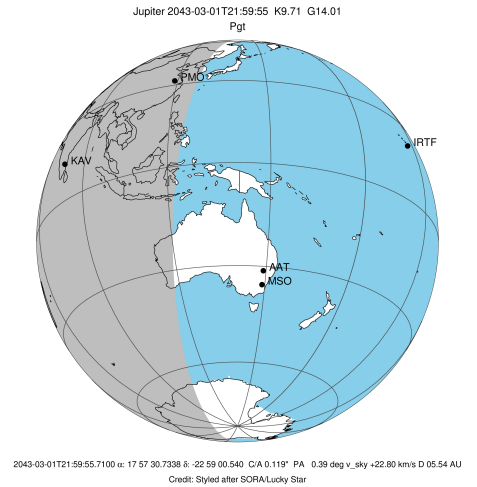 Jupiter 2043-03-01T21:59:55 K9.71 G14.01
Pgt
PMO
IRTF
KAV
AAT
MSO
2043-03-01T21:59:55.7100 α: 17 57 30.7338 δ: -22 59 00.540 C/A 0.119" PA 0.39 deg v_sky +22.80 km/s D 05.54 AU
Credit: Styled after SORA/Lucky Star